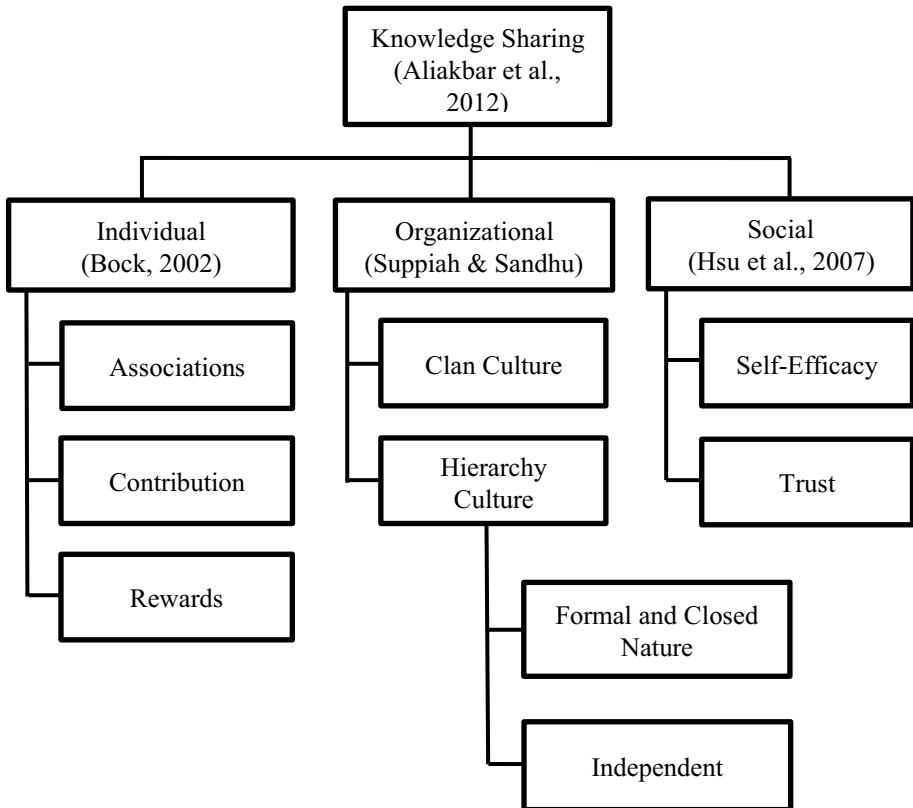 Knowledge Sharing
(Aliakbar et al.,
2012)
Individual
(Bock, 2002)
Organizational
(Suppiah & Sandhu)
Social
(Hsu et al., 2007)
Associations
Contribution
Rewards
Clan Culture
Hierarchy
Culture
Formal and Closed
Nature
Independent
Self-Efficacy
Trust